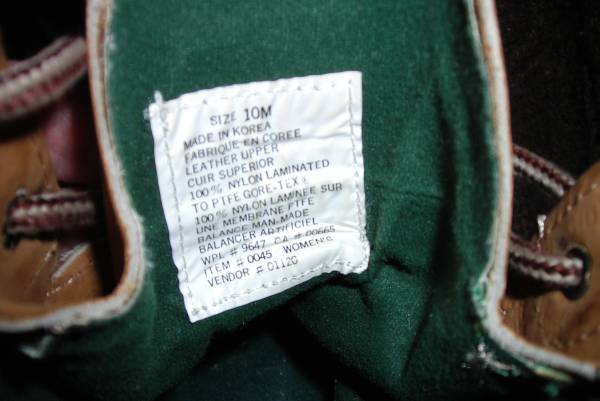 SIZE 10M
MADE IN KOREA
FABRIQUE EN COREE
LEATHER UPPER
CUIR SUPERIOR
100% NYLON LAMINATED
TO PTFE GORE-TEX
100% NYLON LAMINEE SUR
UNE MEMBRANE PTFE
BALANCE MAN-MADE
BALANCER ARTIFICIEL
WPL # 9647 CA # 00665
ITEM # 0045 WOMENS
VENDOR # 01120